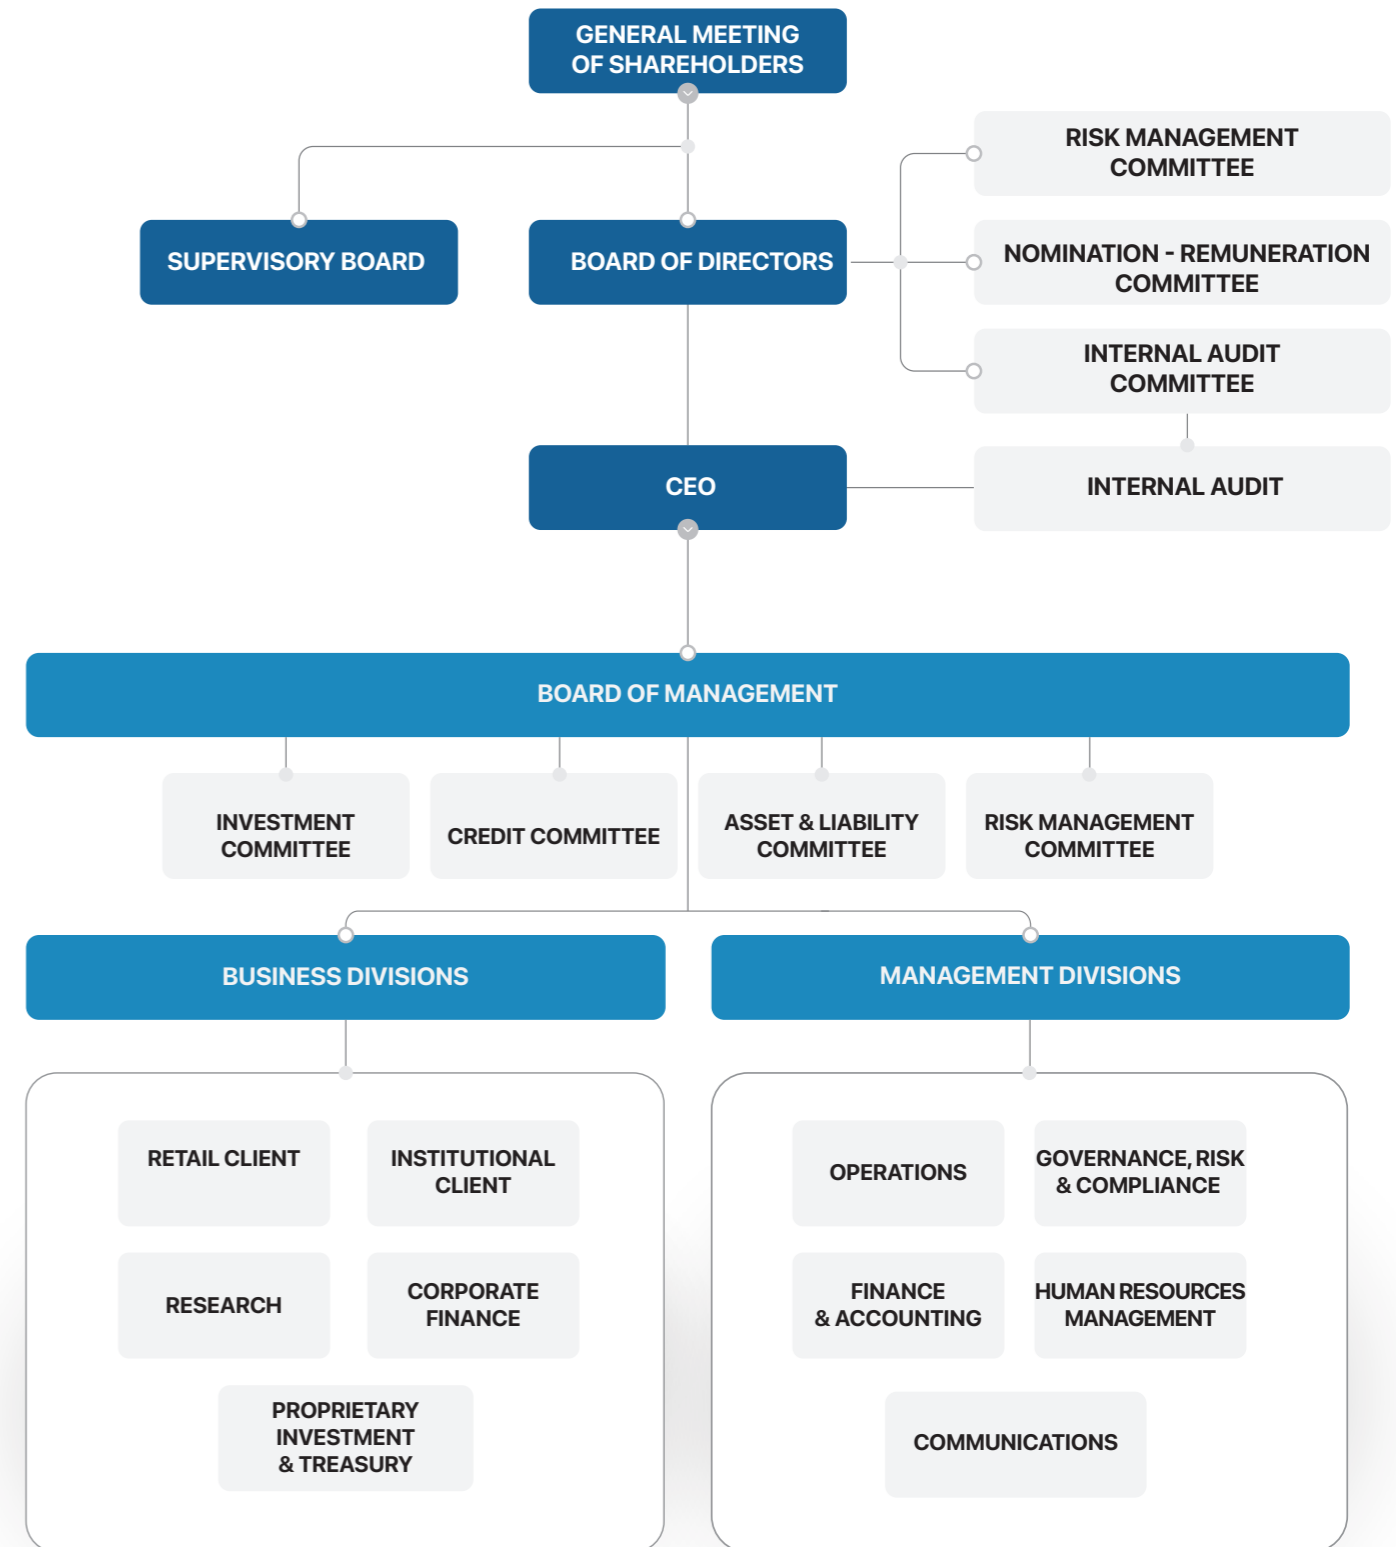 GENERAL MEETING
OF SHAREHOLDERS
RISK MANAGEMENT
COMMITTEE
SUPERVISORY BOARD
BOARD OF DIRECTORS
NOMINATION - REMUNERATION
COMMITTEE
INTERNAL AUDIT
COMMITTEE
CEO
INTERNAL AUDIT
BOARD OF MANAGEMENT
INVESTMENT
COMMITTEE
CREDIT COMMITTEE
ASSET & LIABILITY
COMMITTEE
RISK MANAGEMENT
COMMITTEE
BUSINESS DIVISIONS
MANAGEMENT DIVISIONS
RETAIL CLIENT
INSTITUTIONAL
CLIENT
RESEARCH
CORPORATE
FINANCE
PROPRIETARY
INVESTMENT
& TREASURY
OPERATIONS
GOVERNANCE, RISK
& COMPLIANCE
FINANCE
& ACCOUNTING
HUMAN RESOURCES
MANAGEMENT
COMMUNICATIONS